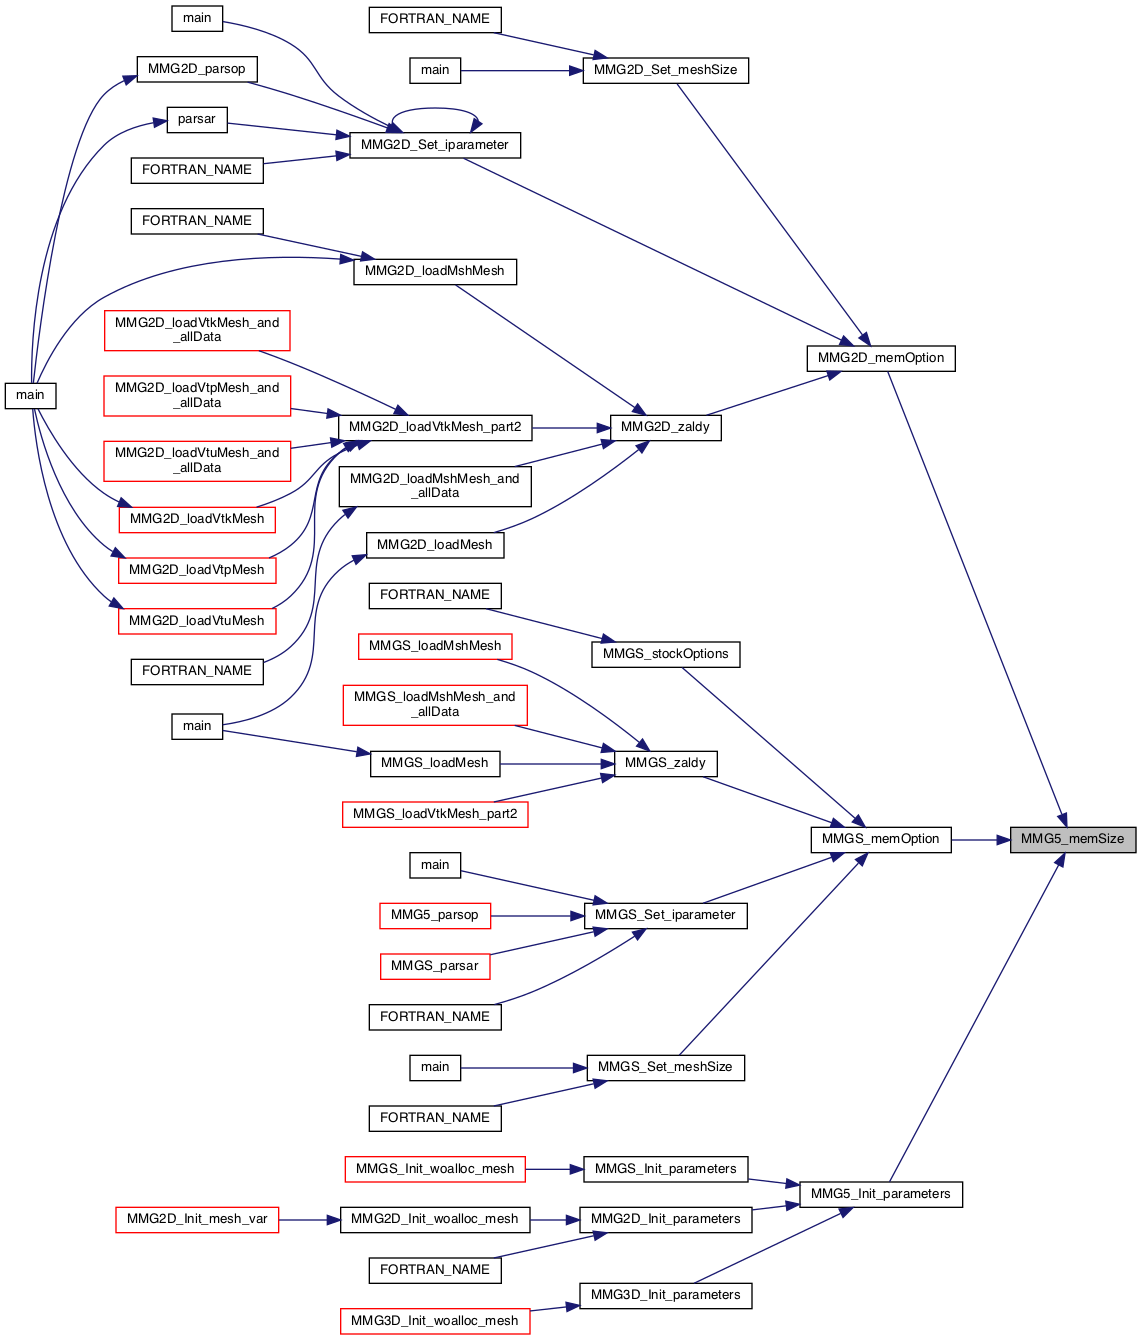 main
FORTRAN_NAME
MMG2D_parsop
main
MMG2D_Set_meshSize
parsar
MMG2D_Set_iparameter
FORTRAN_NAME
FORTRAN_NAME
MMG2D_loadMshMesh
MMG2D_loadVtkMesh_and
_allData
MMG2D_memOption
MMG2D_loadVtpMesh_and
_allData
main
MMG2D_loadVtkMesh_part2
MMG2D_zaldy
MMG2D_loadVtuMesh_and
_allData
MMG2D_loadMshMesh_and
_allData
MMG2D_loadVtkMesh
MMG2D_loadMesh
MMG2D_loadVtpMesh
FORTRAN_NAME
MMG2D_loadVtuMesh
MMGS_loadMshMesh
MMGS_stockOptions
FORTRAN_NAME
MMGS_loadMshMesh_and
_allData
main
MMGS_loadMesh
MMGS_zaldy
MMGS_loadVtkMesh_part2
MMGS_memOption
MMG5_memSize
main
MMG5_parsop
MMGS_Set_iparameter
MMGS_parsar
FORTRAN_NAME
main
MMGS_Set_meshSize
FORTRAN_NAME
MMGS_Init_woalloc_mesh
MMGS_Init_parameters
MMG5_Init_parameters
MMG2D_Init_mesh_var
MMG2D_Init_woalloc_mesh
MMG2D_Init_parameters
FORTRAN_NAME
MMG3D_Init_parameters
MMG3D_Init_woalloc_mesh